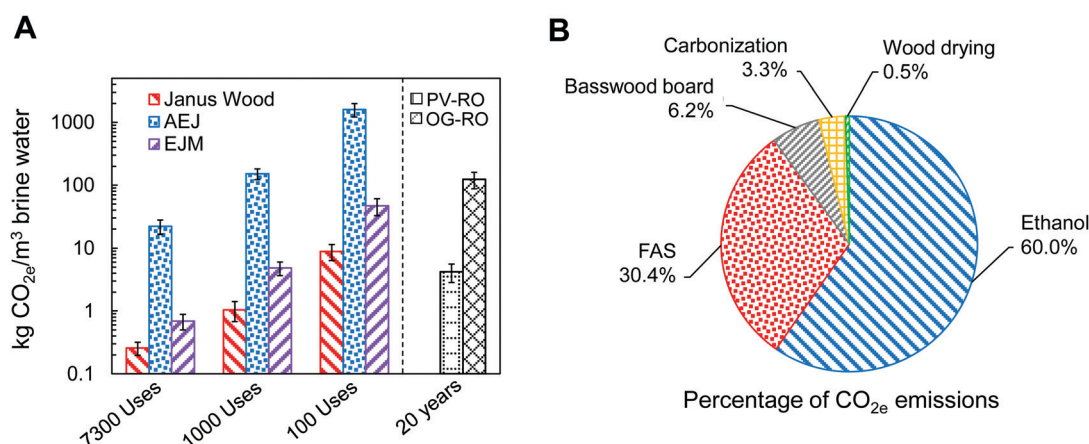 A
kg CO2e/m3 brine water
1000
100
10
1
0.1
Janus Wood
AEJ
EJM
PV-RO
OG-RO
7300 Uses
1000 Uses
100 Uses
20 years
B
Carbonization
3.3%
Wood drying
0.5%
Basswood board
6.2%
FAS
30.4%
Ethanol
60.0%
Percentage of CO2e emissions